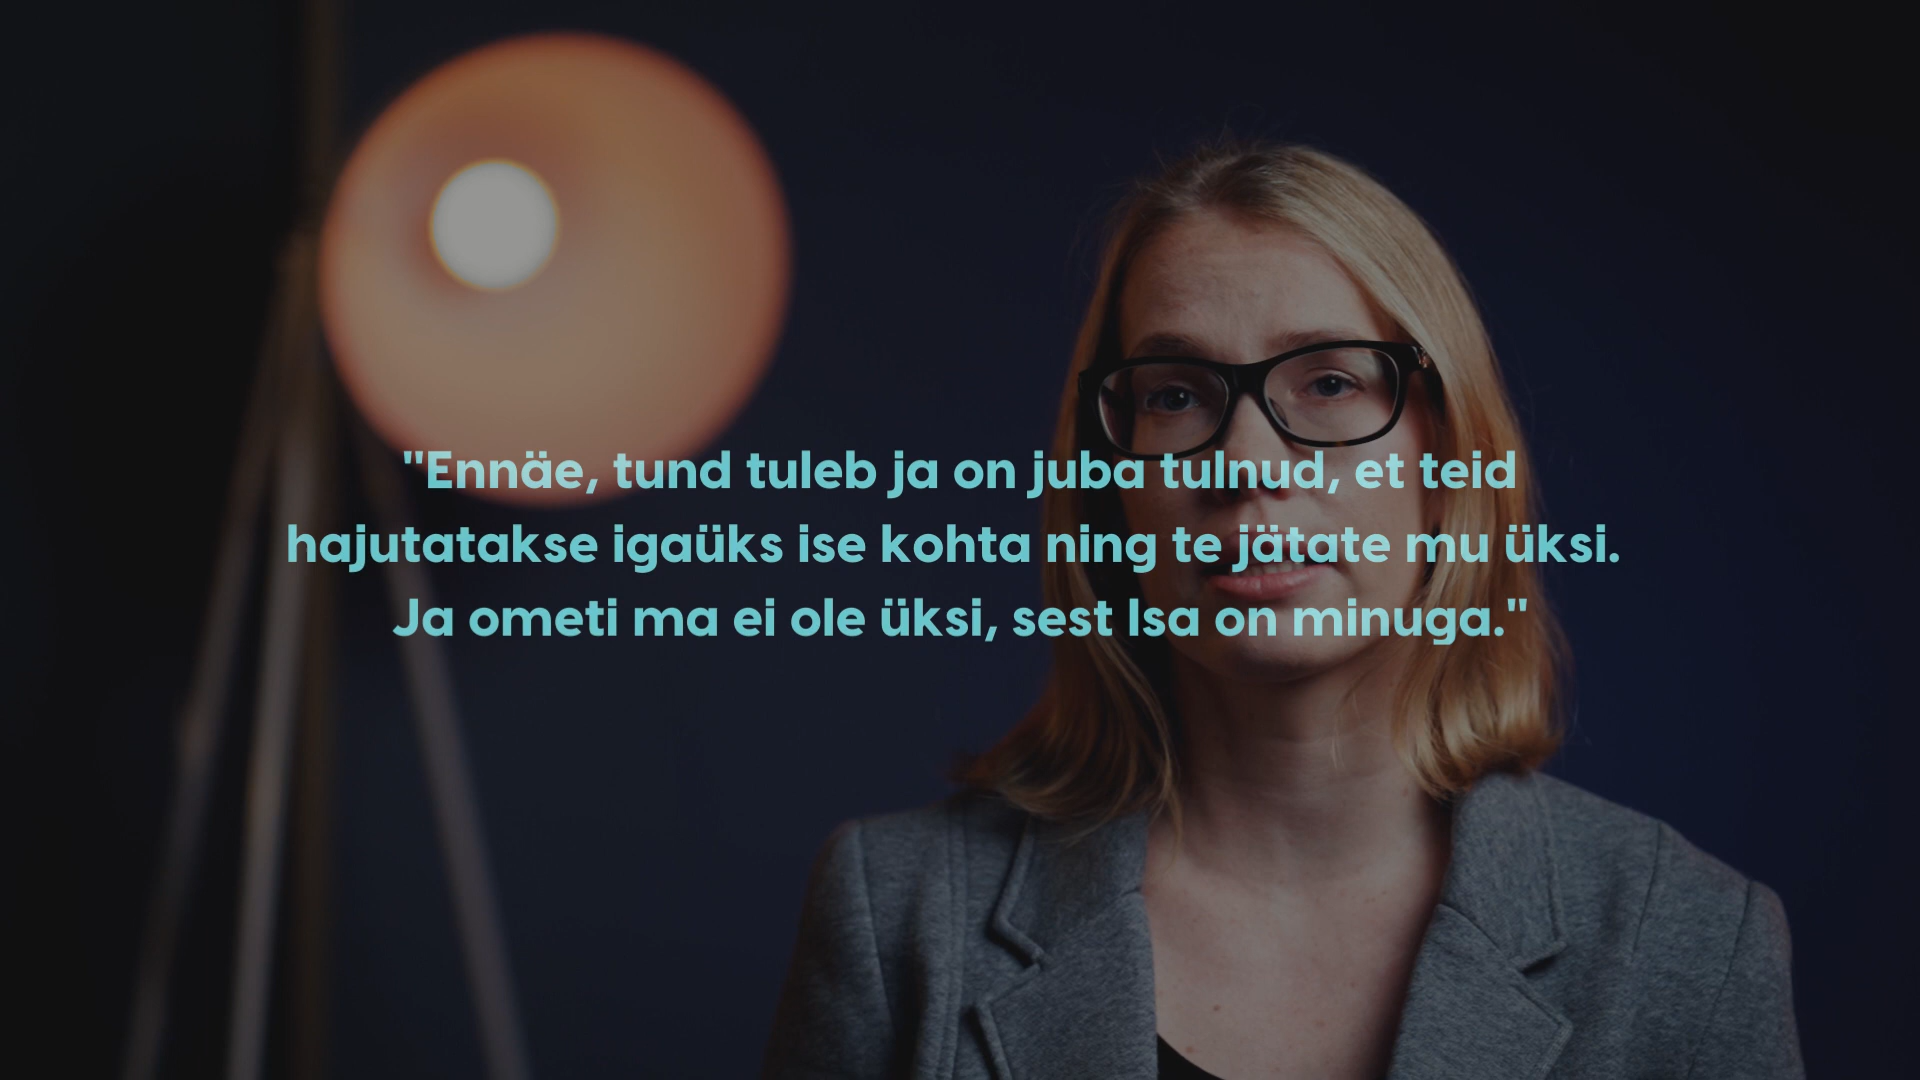 "Ennäe, tund tuleb ja on juba tulnud, et teid
hajutatakse igaüks ise kohta ning te jätate mu üksi.
Ja ometi ma ei ole üksi, sest Isa on minuga."